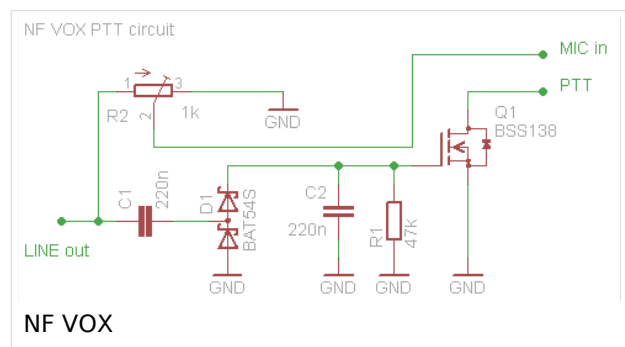 NF VOX PTT circuit
MIC in
PTT
1
3
R2
2
1k
GND
Q1
BSS138
C1
220n
D1
BAT54S
C2
220n
R1
47k
LINE out
GND
GND
GND
GND
NF VOX